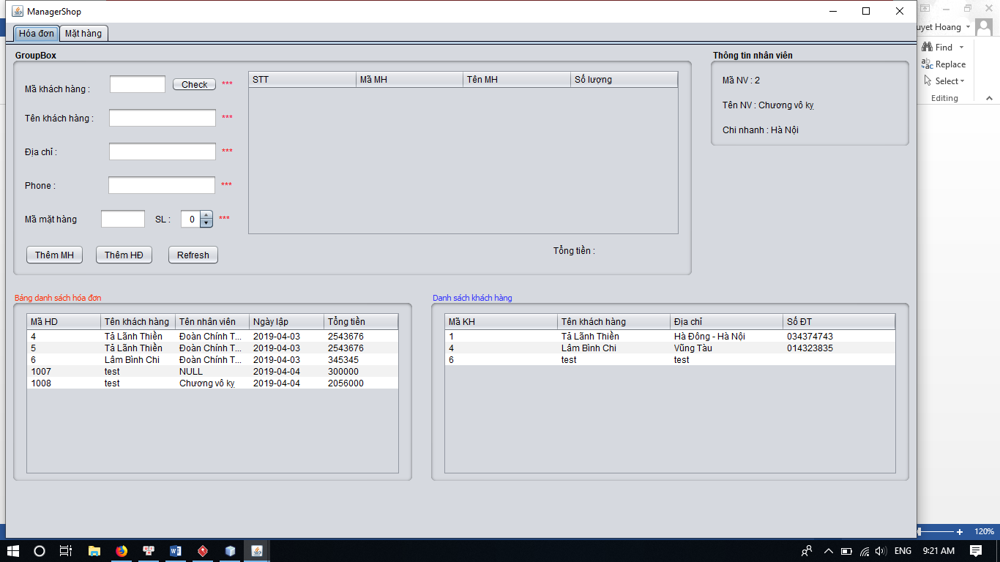 ManagerShop
Hóa đơn Mặt hàng
uyet Hoang
Find
Replace
Select
Editing
GroupBox
Mã khách hàng : Check ***
Tên khách hàng : ***
Địa chỉ : ***
Phone : ***
Mã mặt hàng SL : 0 ***
Thêm MH Thêm HĐ Refresh
STT Mã MH Tên MH Số lượng
Tổng tiền :
Thông tin nhân viên
Mã NV : 2
Tên NV : Chương vô kỵ
Chi nhanh : Hà Nội
Bảng danh sách hóa đơn
Mã HD Tên khách hàng Tên nhân viên Ngày lập Tổng tiền
4 Tả Lãnh Thiền Đoàn Chính T... 2019-04-03 2543676
5 Tả Lãnh Thiền Đoàn Chính T... 2019-04-03 2543676
6 Lâm Bình Chi Đoàn Chính T... 2019-04-03 345345
1007 test NULL 2019-04-04 300000
1008 test Chương vô kỵ 2019-04-04 2056000
Danh sách khách hàng
Mã KH Tên khách hàng Địa chỉ Số ĐT
1 Tả Lãnh Thiền Hà Đông - Hà Nội 034374743
4 Lâm Bình Chi Vũng Tàu 014323835
6 test test
120%
ENG 9:21 AM